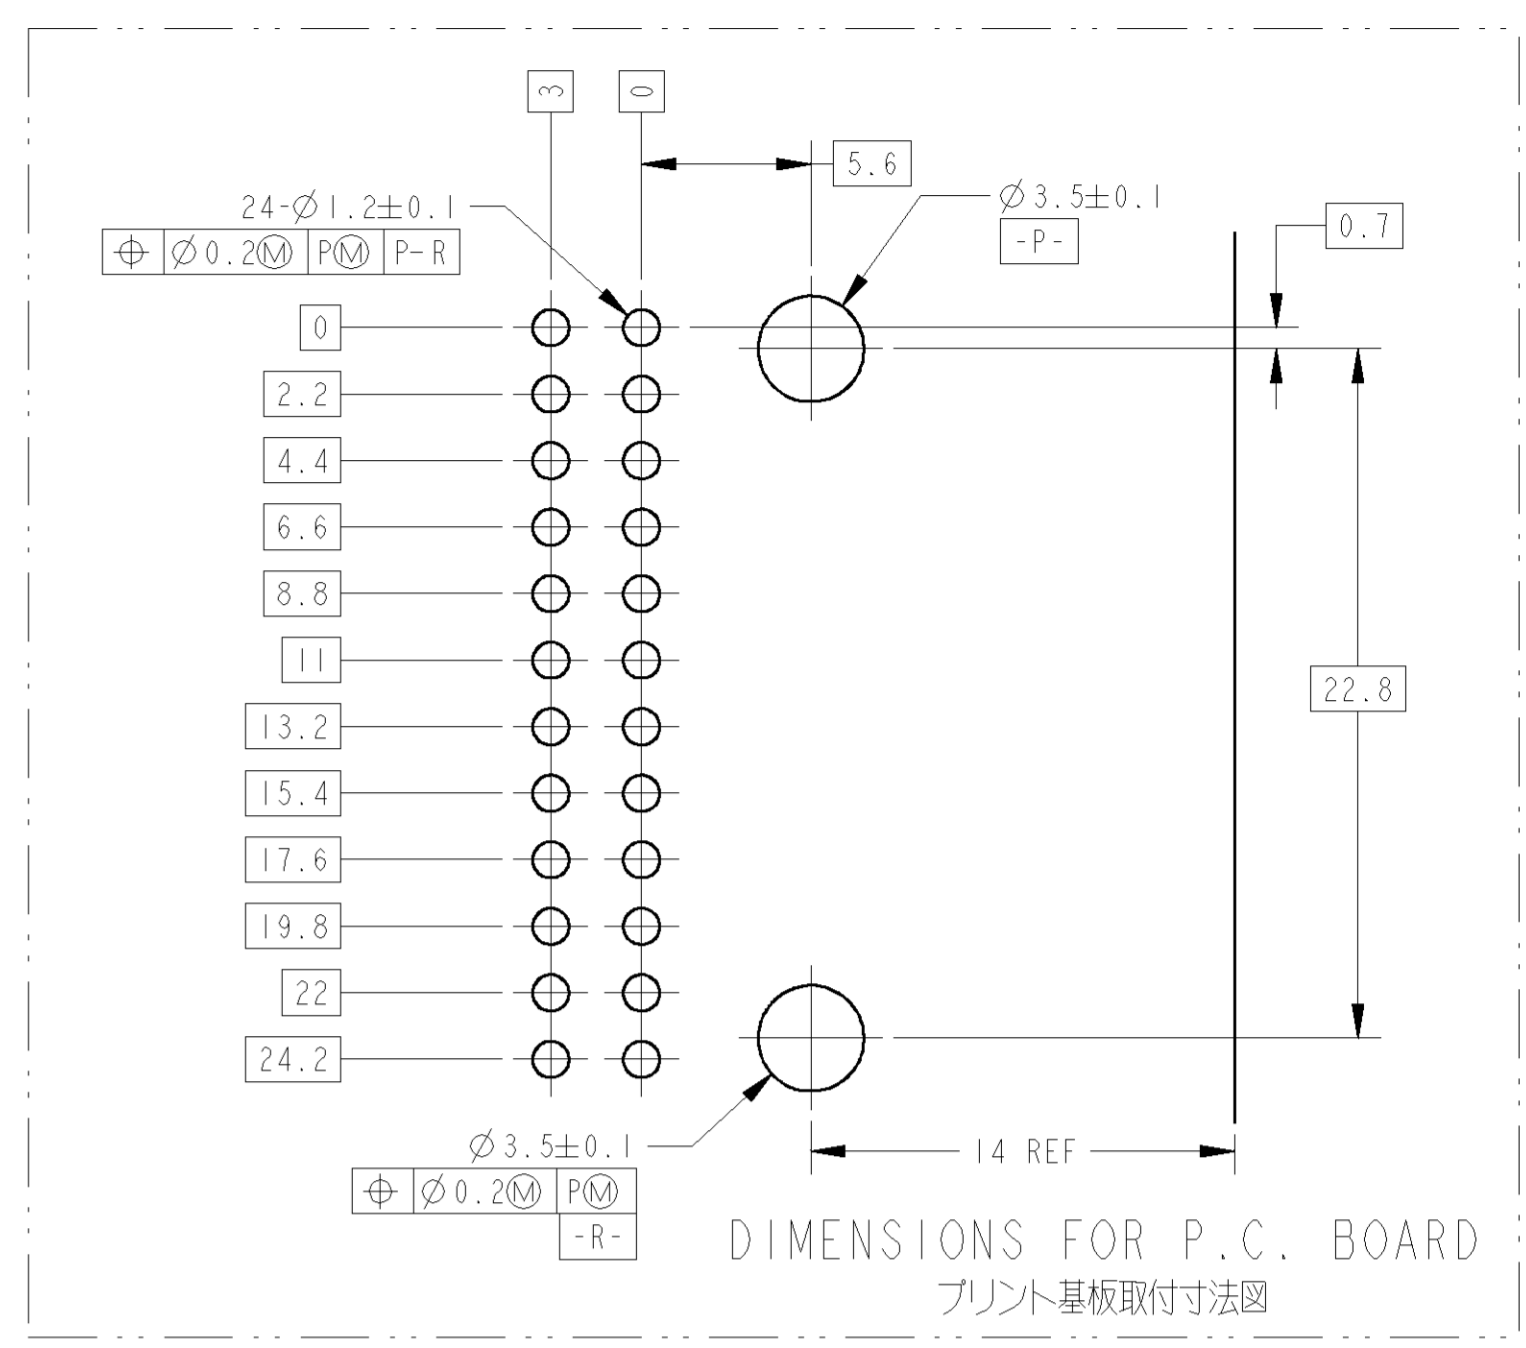 3
0
5.6
24-⌀1.2±0.1
⌖ ⌀0.2Ⓜ PⓂ P-R
⌀3.5±0.1
-P-
0.7
0
2.2
4.4
6.6
8.8
11
13.2
15.4
17.6
19.8
22
24.2
22.8
⌀3.5±0.1
⌖ ⌀0.2Ⓜ PⓂ
-R-
14 REF
DIMENSIONS FOR P.C. BOARD
プリント基板取付寸法図